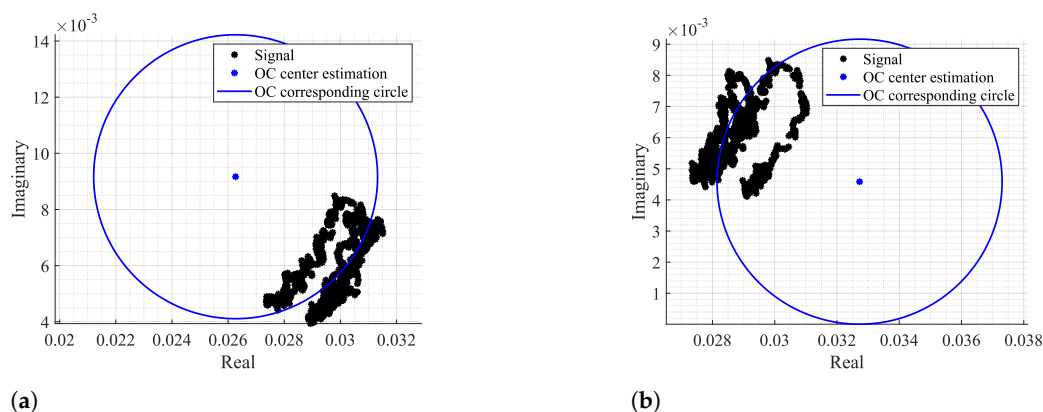 ×10⁻³
14
12
10
8
6
4
Imaginary
0.02 0.022 0.024 0.026 0.028 0.03 0.032
Real
Signal
OC center estimation
OC corresponding circle
(a)
×10⁻³
9
8
7
6
5
4
3
2
1
Imaginary
0.028 0.03 0.032 0.034 0.036 0.038
Real
Signal
OC center estimation
OC corresponding circle
(b)